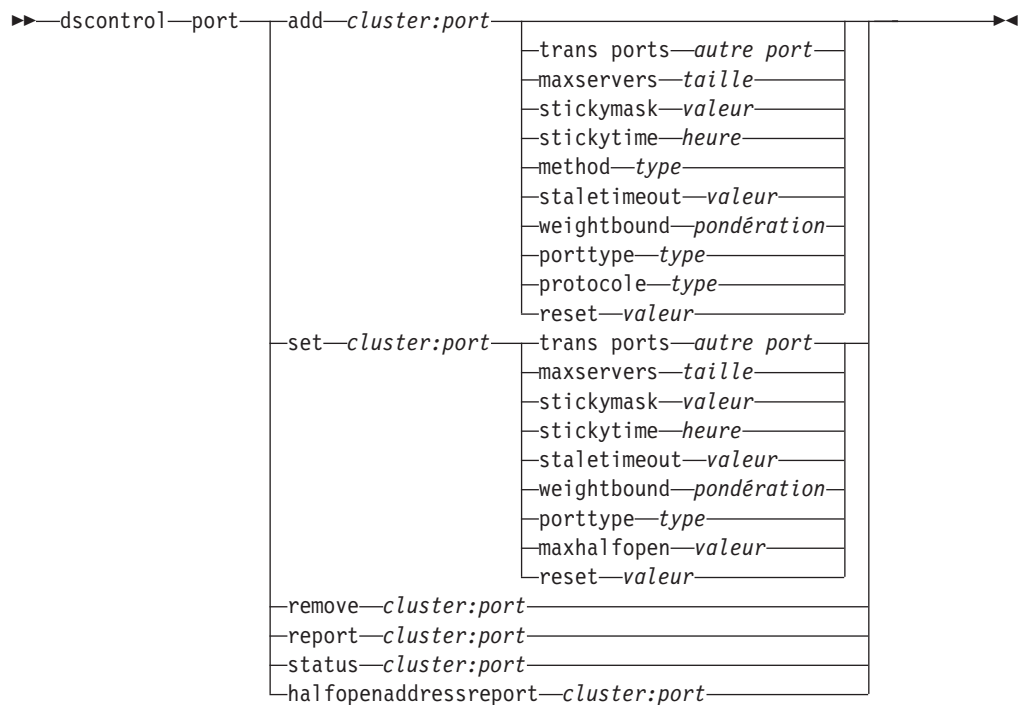 dscontrol port add cluster:port
trans ports autre port
maxservers taille
stickymask valeur
stickytime heure
method type
staletimeout valeur
weightbound pondération
porttype type
protocole type
reset valeur
set cluster:port trans ports autre port
maxservers taille
stickymask valeur
stickytime heure
staletimeout valeur
weightbound pondération
porttype type
maxhalfopen valeur
reset valeur
remove cluster:port
report cluster:port
status cluster:port
halfopenaddressreport cluster:port